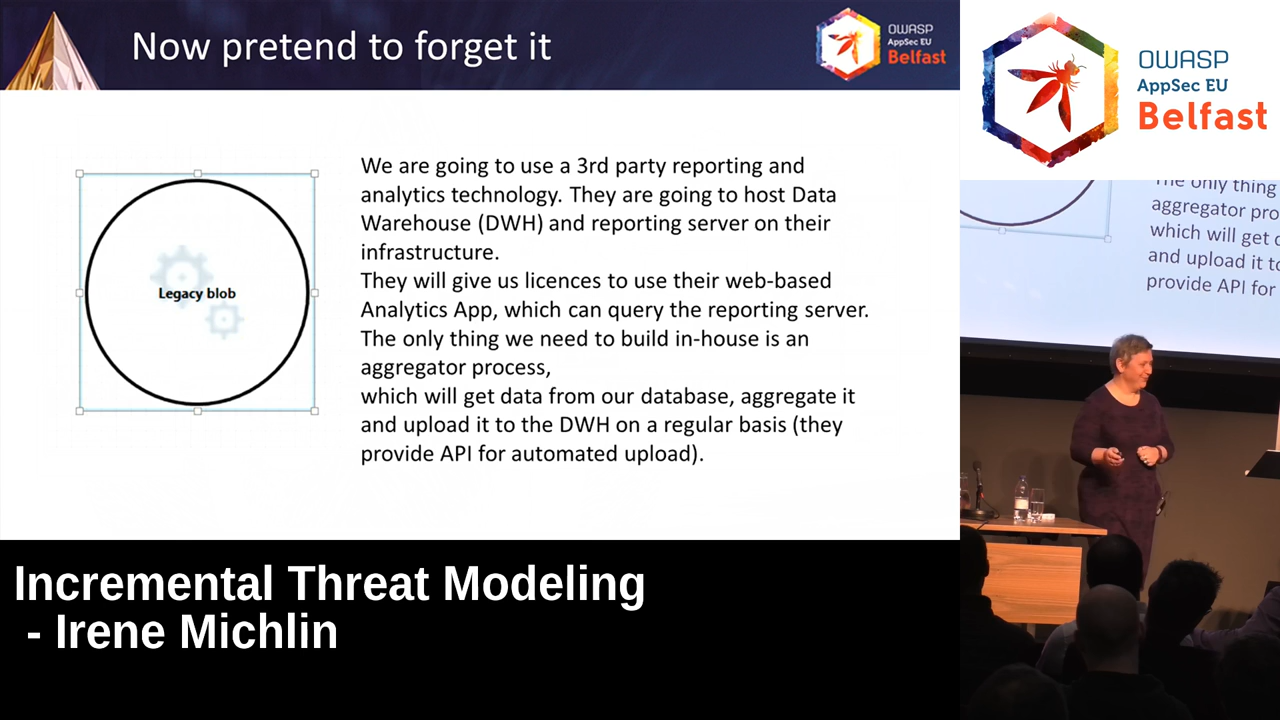 Now pretend to forget it
OWASP
AppSec EU
Belfast
OWASP
AppSec EU
Belfast
Legacy blob
We are going to use a 3rd party reporting and
analytics technology. They are going to host Data
Warehouse (DWH) and reporting server on their
infrastructure.
They will give us licences to use their web-based
Analytics App, which can query the reporting server.
The only thing we need to build in-house is an
aggregator process,
which will get data from our database, aggregate it
and upload it to the DWH on a regular basis (they
provide API for automated upload).
The only thing
aggregator pro
which will get
and upload it to
provide API for
Incremental Threat Modeling
- Irene Michlin